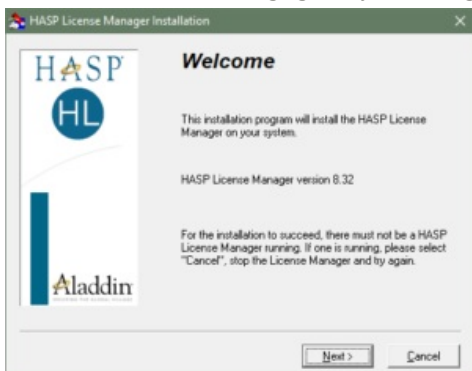 HASP License Manager Installation
HASP
HL
Aladdin
Welcome
This installation program will install the HASP License
Manager on your system.
HASP License Manager version 8.32
For the installation to succeed, there must not be a HASP
License Manager running. If one is running, please select
"Cancel", stop the License Manager and try again.
Next >
Cancel